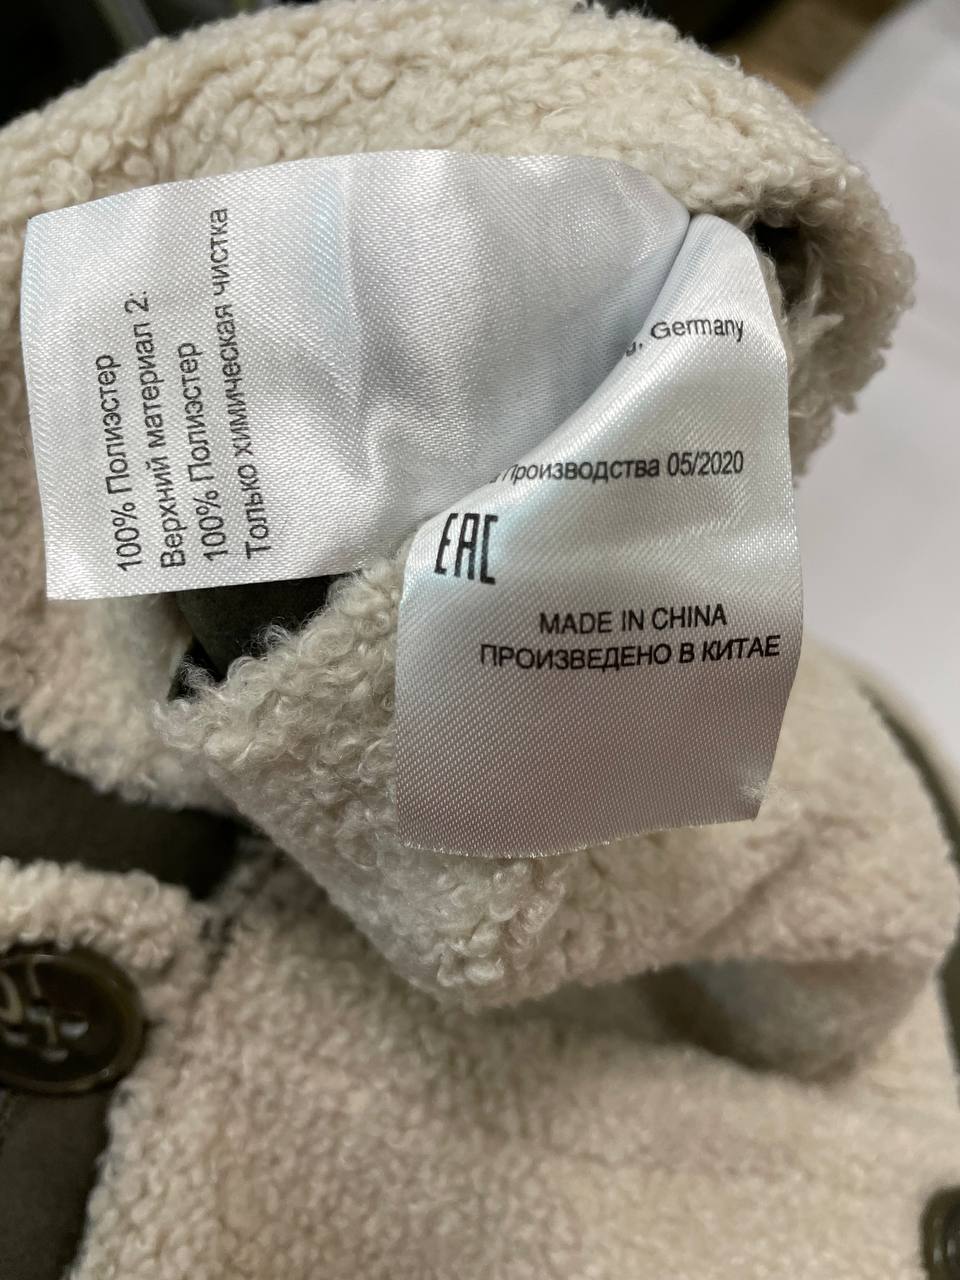 100% Полиэстер
Верхний материал 2:
100% Полиэстер
Только химическая чистка
Germany
Производства 05/2020
EAC
MADE IN CHINA
ПРОИЗВЕДЕНО В КИТАЕ